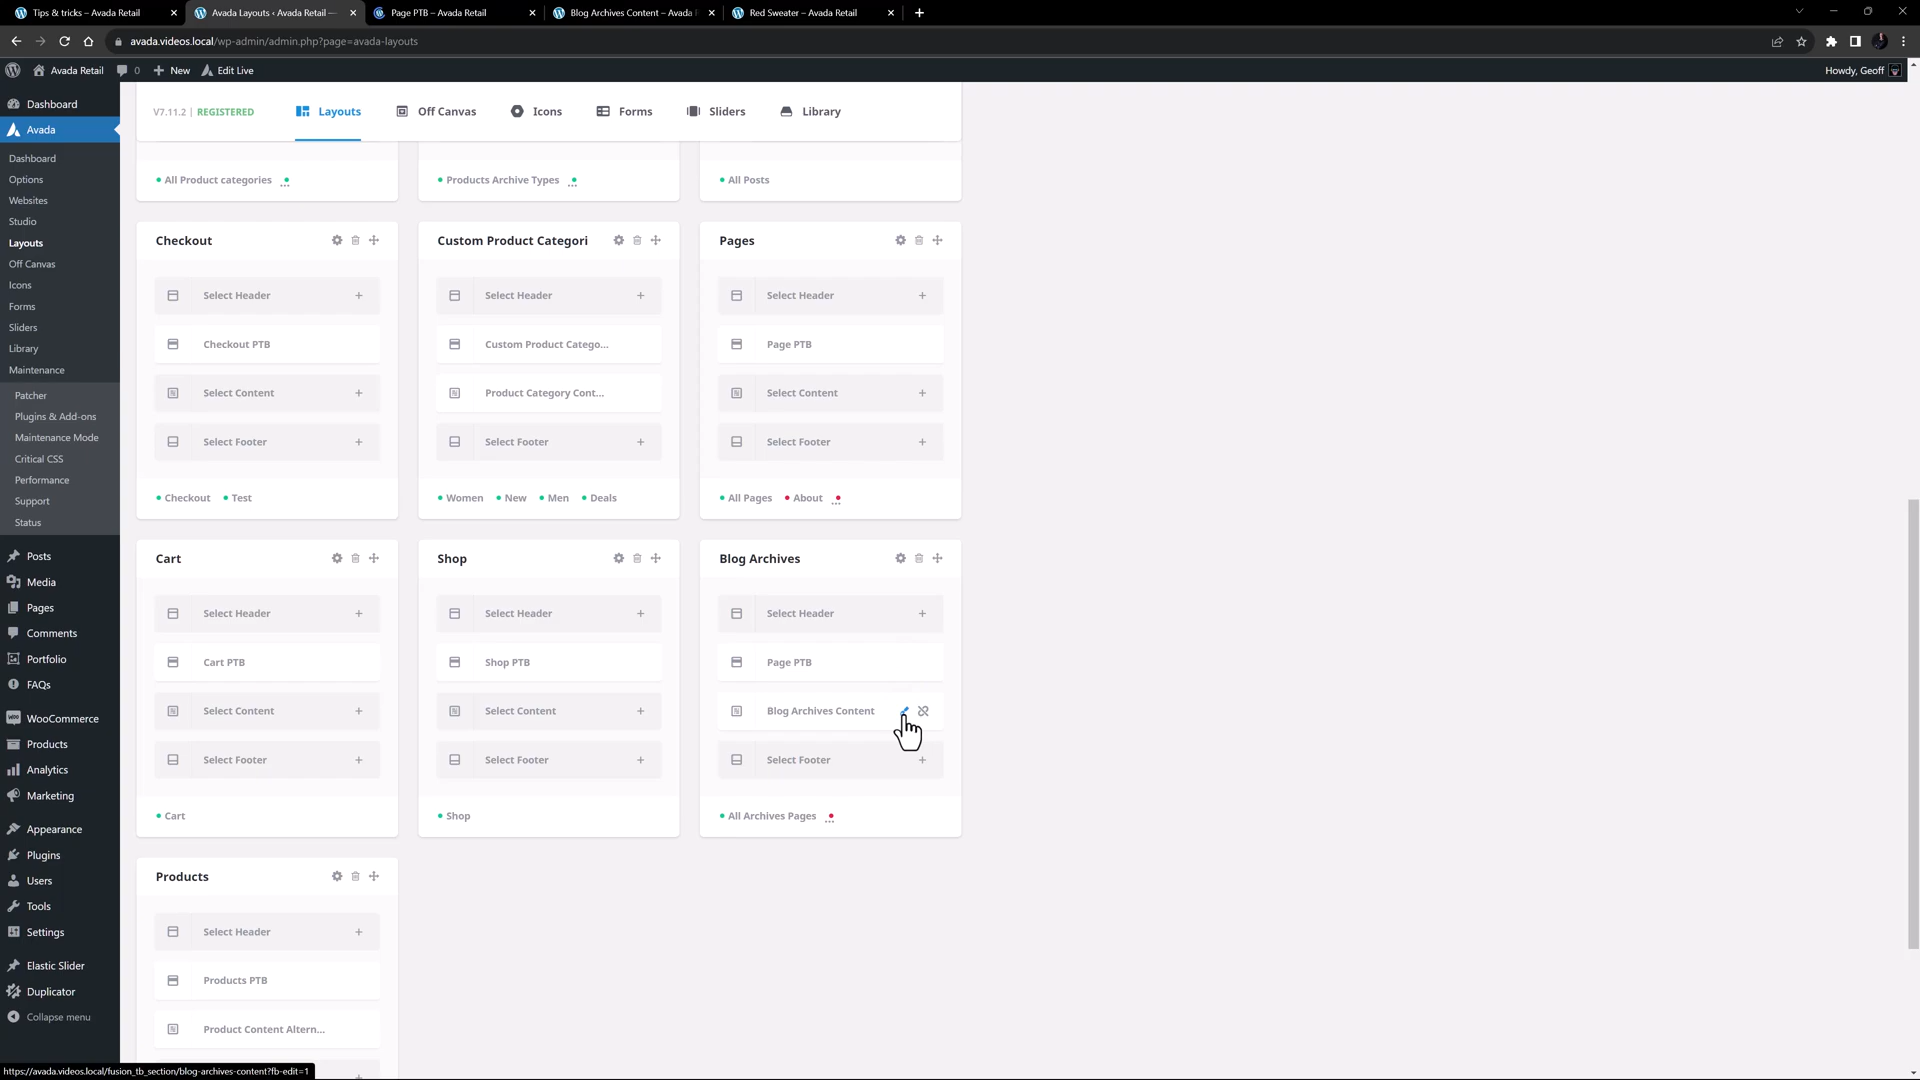 Tips & tricks – Avada Retail
Avada Layouts ‹ Avada Retail —
Page PTB – Avada Retail
Blog Archives Content – Avada
Red Sweater – Avada Retail
avada.videos.local/wp-admin/admin.php?page=avada-layouts
Avada Retail 0 New Edit Live
Howdy, Geoff
V7.11.2 | REGISTERED
Layouts
Off Canvas
Icons
Forms
Sliders
Library
Dashboard
Avada
Dashboard
Options
Websites
Studio
Layouts
Off Canvas
Icons
Forms
Sliders
Library
Maintenance
Patcher
Plugins & Add-ons
Maintenance Mode
Critical CSS
Performance
Support
Status
Posts
Media
Pages
Comments
Portfolio
FAQs
WooCommerce
Products
Analytics
Marketing
Appearance
Plugins
Users
Tools
Settings
Elastic Slider
Duplicator
Collapse menu
All Product categories ...
Products Archive Types ...
All Posts
Checkout
Select Header
Checkout PTB
Select Content
Select Footer
Checkout Test
Custom Product Categori
Select Header
Custom Product Catego...
Product Category Cont...
Select Footer
Women New Men Deals
Pages
Select Header
Page PTB
Select Content
Select Footer
All Pages About ...
Cart
Select Header
Cart PTB
Select Content
Select Footer
Cart
Shop
Select Header
Shop PTB
Select Content
Select Footer
Shop
Blog Archives
Select Header
Page PTB
Blog Archives Content
Select Footer
All Archives Pages ...
Products
Select Header
Products PTB
Product Content Altern...
https://avada.videos.local/fusion_tb_section/blog-archives-content?fb-edit=1